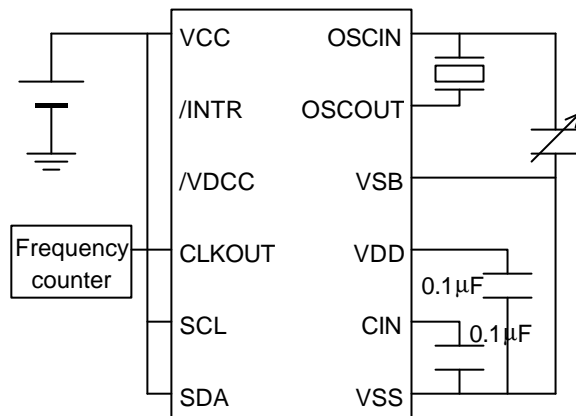 VCC OSCIN
/INTR OSCOUT
/VDCC VSB
Frequency
counter
CLKOUT VDD
0.1µF
SCL CIN
0.1µF
SDA VSS